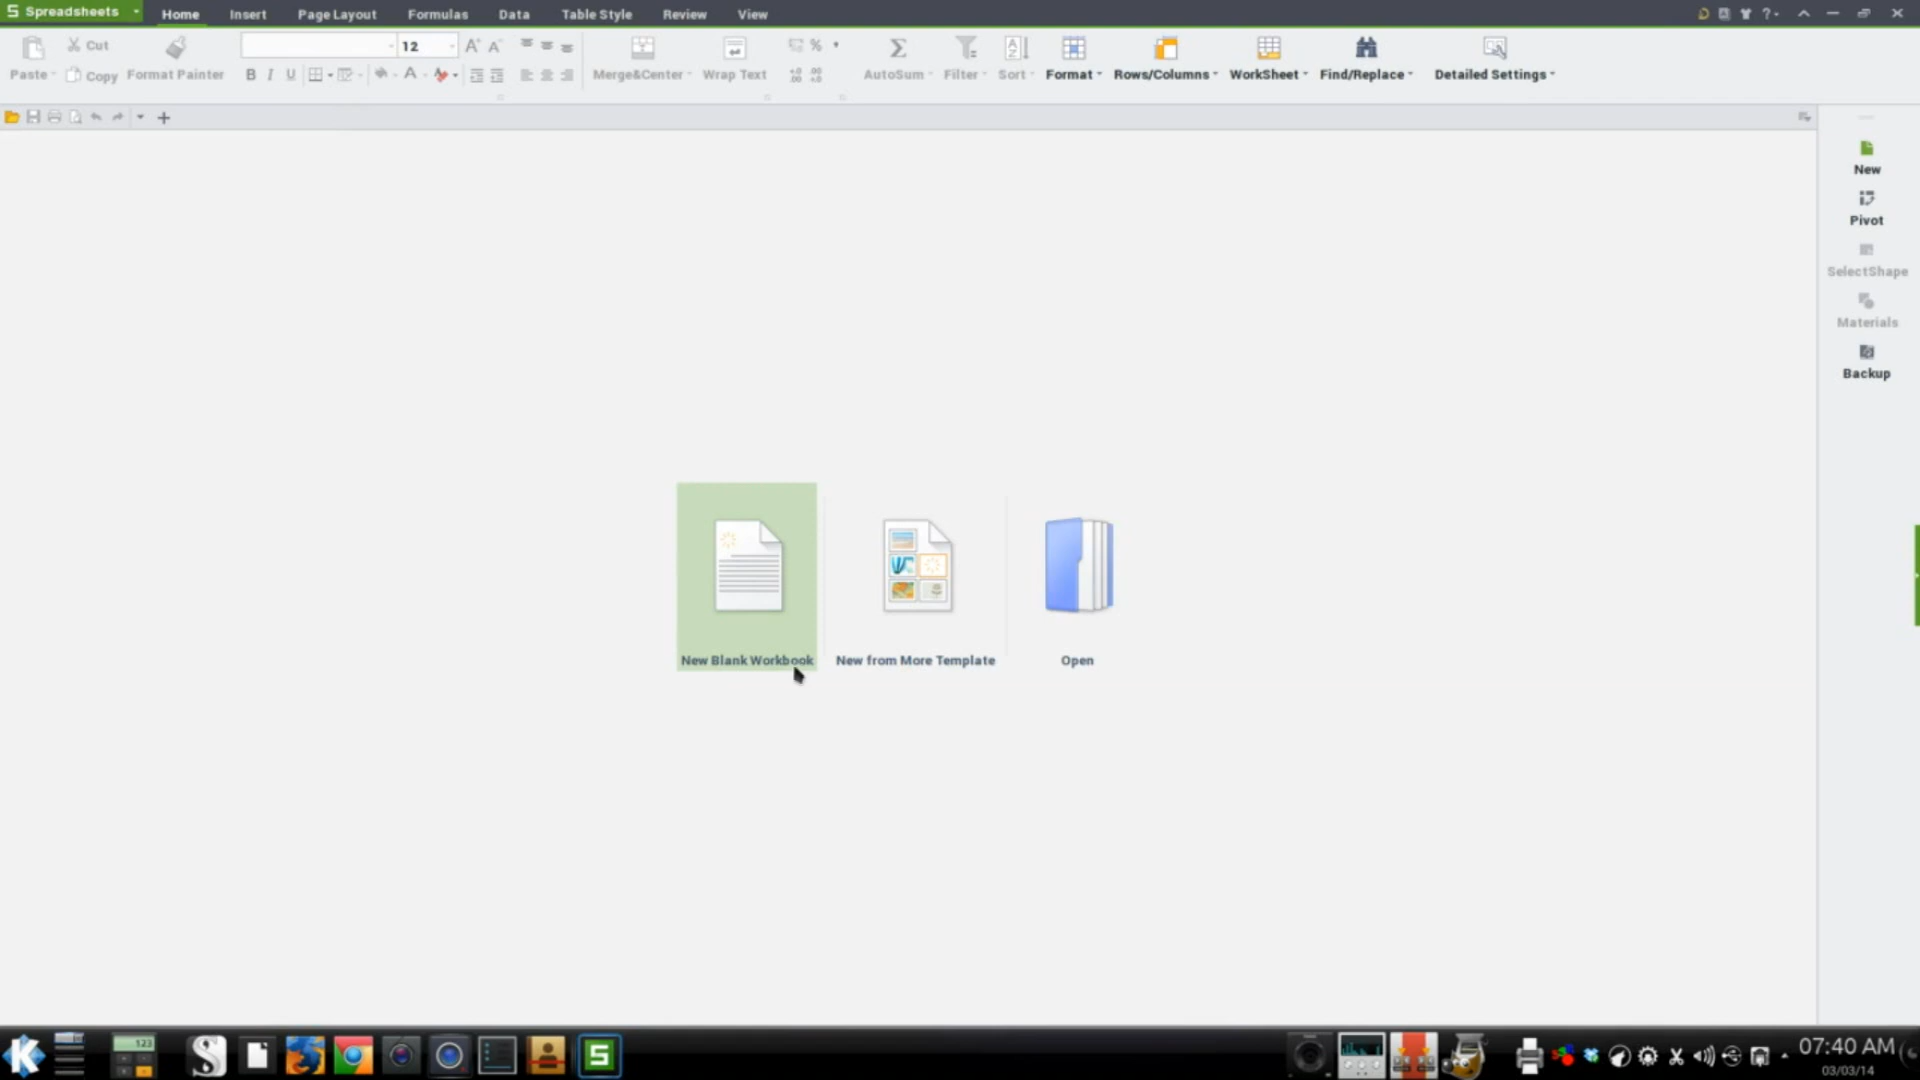 S Spreadsheets Home Insert Page Layout Formulas Data Table Style Review View
Cut 12 A+ A- %
Paste Copy Format Painter B I U A Merge&Center Wrap Text AutoSum Filter Sort Format Rows/Columns WorkSheet Find/Replace Detailed Settings
New
Pivot
SelectShape
Materials
Backup
New Blank Workbook New from More Template Open
123
07:40 AM
03/03/14